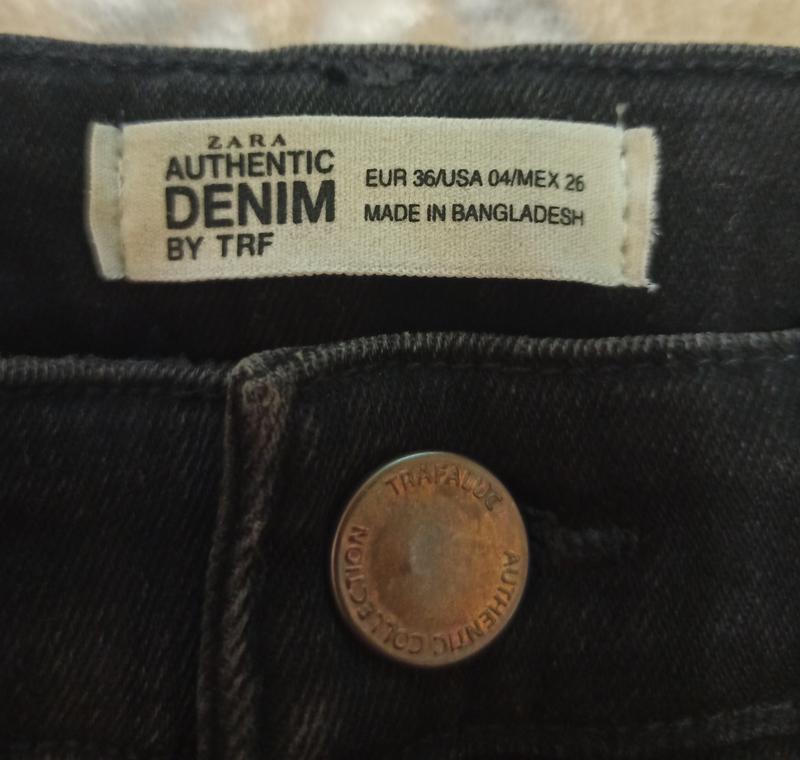 ZARA
AUTHENTIC
DENIM
BY TRF
EUR 36/USA 04/MEX 26
MADE IN BANGLADESH
TRAFALUC
AUTHENTIC COLLECTION